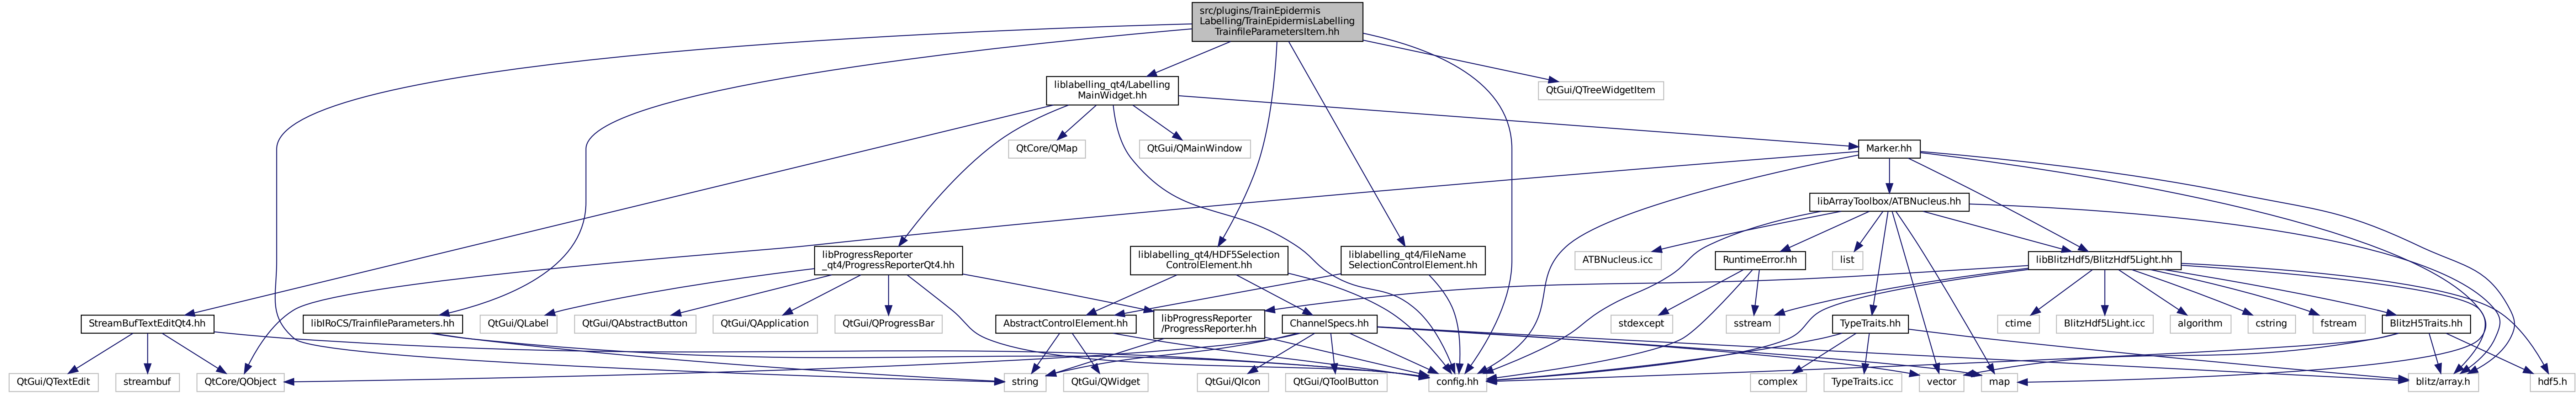 src/plugins/TrainEpidermis
Labelling/TrainEpidermisLabelling
TrainfileParametersItem.hh
liblabelling_qt4/Labelling
MainWidget.hh
QtGui/QTreeWidgetItem
QtCore/QMap
QtGui/QMainWindow
Marker.hh
libArrayToolbox/ATBNucleus.hh
libProgressReporter
_qt4/ProgressReporterQt4.hh
liblabelling_qt4/HDF5Selection
ControlElement.hh
liblabelling_qt4/FileName
SelectionControlElement.hh
ATBNucleus.icc
RuntimeError.hh
list
libBlitzHdf5/BlitzHdf5Light.hh
StreamBufTextEditQt4.hh
libIRoCS/TrainfileParameters.hh
QtGui/QLabel
QtGui/QAbstractButton
QtGui/QApplication
QtGui/QProgressBar
AbstractControlElement.hh
libProgressReporter
/ProgressReporter.hh
ChannelSpecs.hh
stdexcept
sstream
TypeTraits.hh
ctime
BlitzHdf5Light.icc
algorithm
cstring
fstream
BlitzH5Traits.hh
QtGui/QTextEdit
streambuf
QtCore/QObject
string
QtGui/QWidget
QtGui/QIcon
QtGui/QToolButton
config.hh
complex
TypeTraits.icc
vector
map
blitz/array.h
hdf5.h